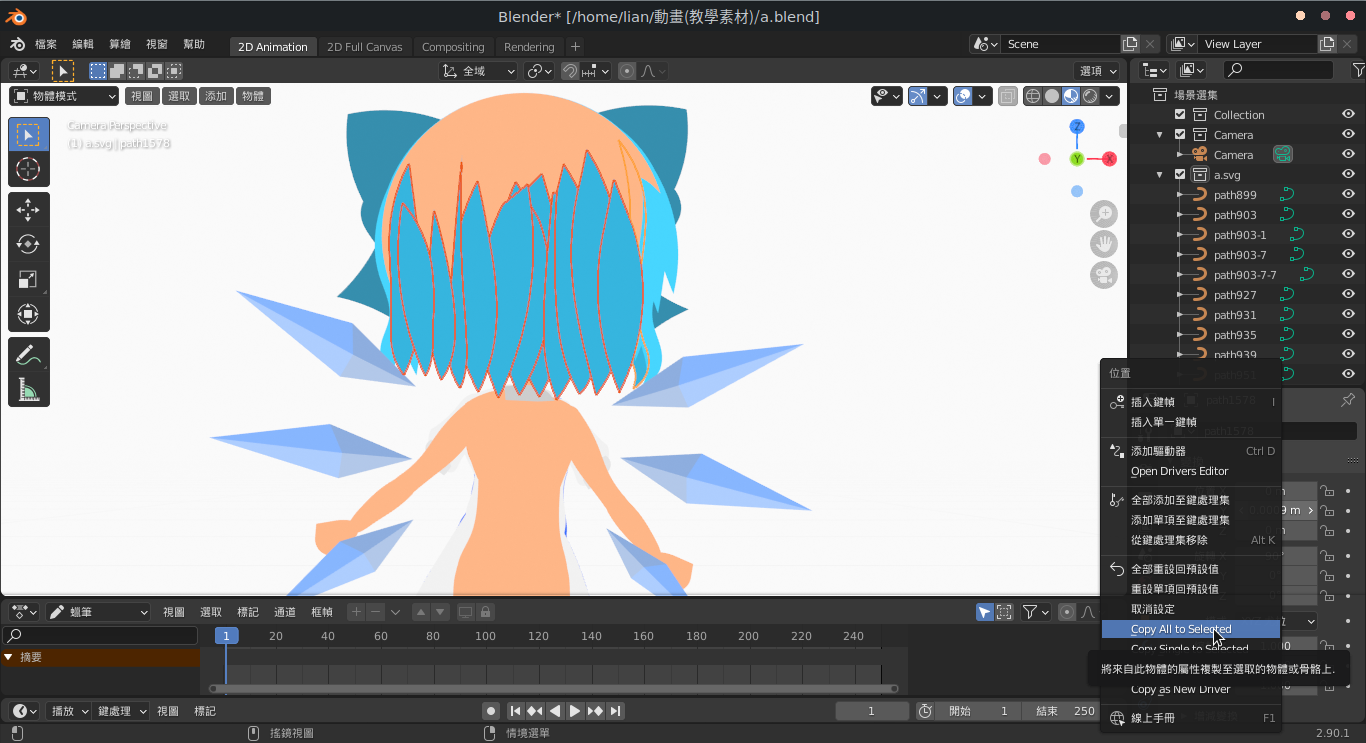 Blender* [/home/lian/動畫(教學素材)/a.blend]
檔案 編輯 算繪 視窗 幫助 2D Animation 2D Full Canvas Compositing Rendering + Scene View Layer
全域 選項
物體模式 視圖 選取 添加 物體
Camera Perspective
(1) a.svg | path1578
Z
Y X
場景選集
Collection
Camera
Camera
a.svg
path899
path903
path903-1
path903-7
path903-7-7
path927
path931
path935
path939
path951
path1578
path1578
位置
插入鍵幀 I
插入單一鍵幀
添加驅動器 Ctrl D
Open Drivers Editor
全部添加至鍵處理集
添加單項至鍵處理集
從鍵處理集移除 Alt K
全部重設回預設值
重設單項回預設值
取消設定
Copy All to Selected
Copy Single to Selected
將來自此物體的屬性複製至選取的物體或骨骼上.
Copy as New Driver
線上手冊 F1
9 m
蠟筆 視圖 選取 標記 通道 框幀
1 20 40 60 80 100 120 140 160 180 200 220 240
摘要
播放 鍵處理 視圖 標記 1 開始 1 結束 250
搖鏡視圖 情境選單 2.90.1